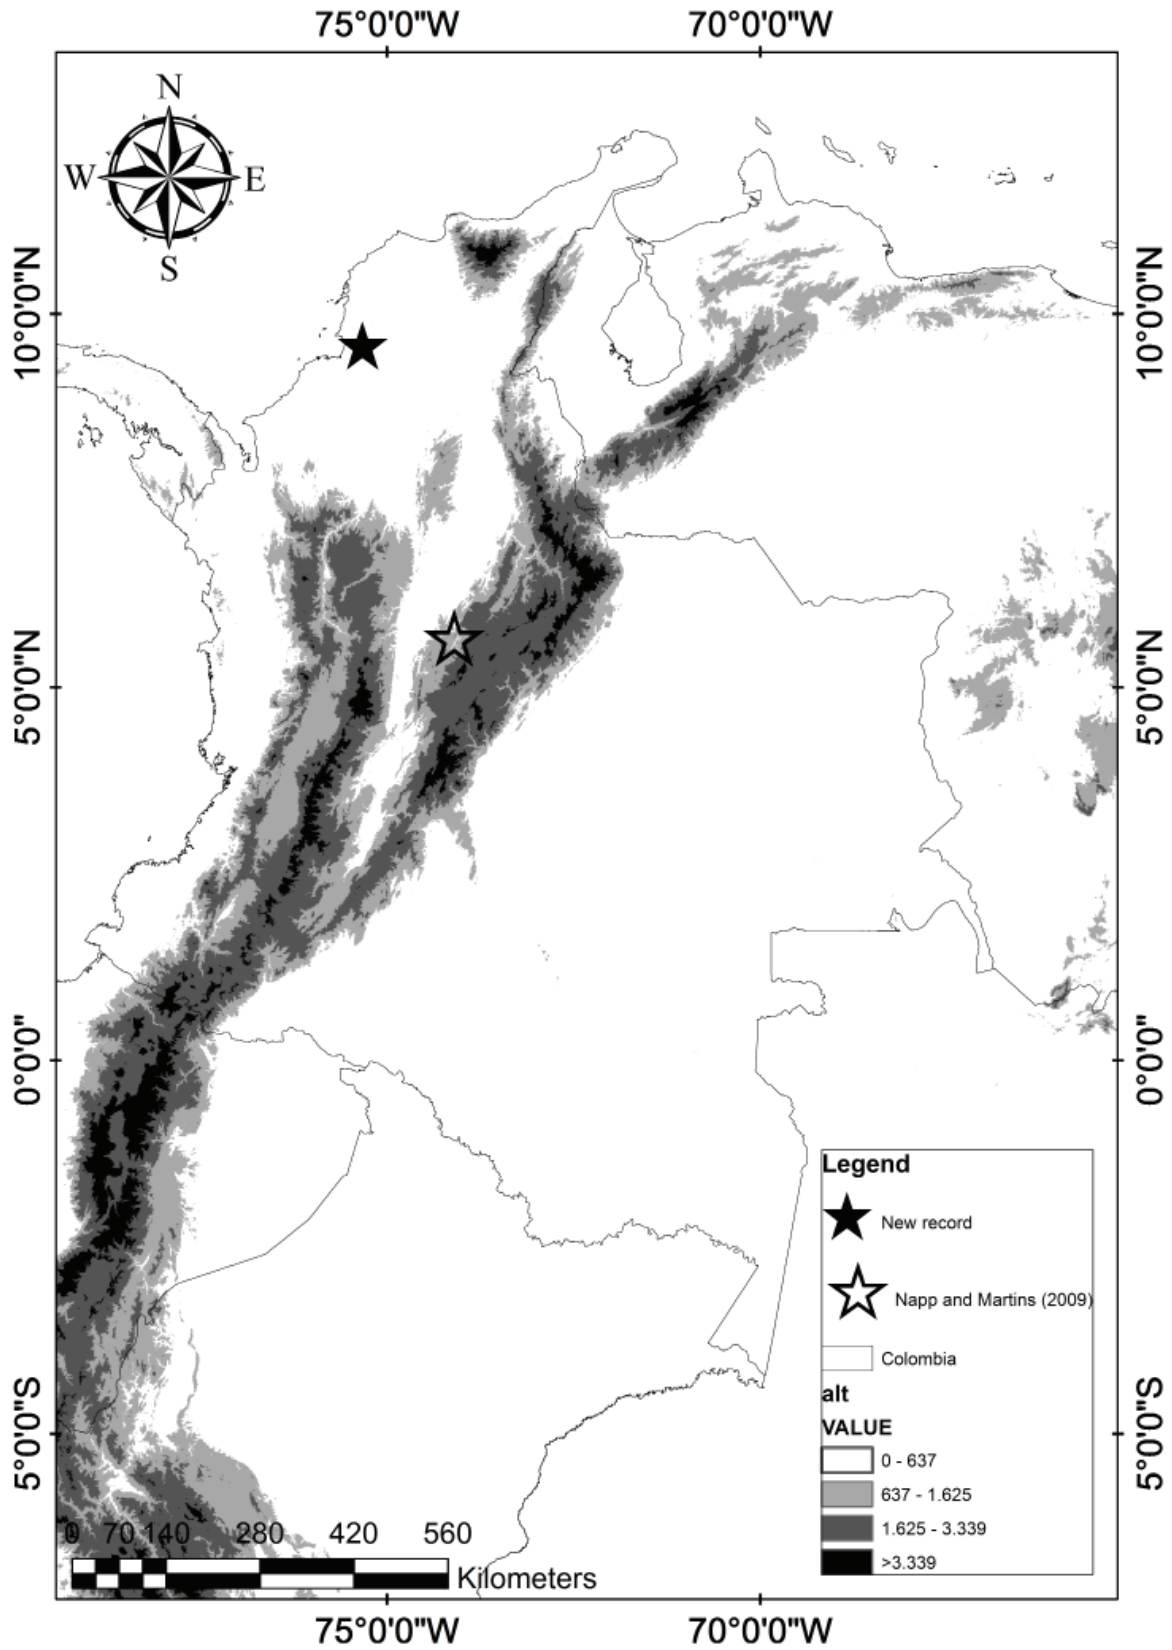 75°0'0"W 70°0'0"W
N
W E
S
10°0'0"N 10°0'0"N
5°0'0"N 5°0'0"N
0°0'0" 0°0'0"
Legend
New record
Napp and Martins (2009)
Colombia
alt
VALUE
0 - 637
637 - 1.625
1.625 - 3.339
>3.339
5°0'0"S 5°0'0"S
0 70 140 280 420 560
Kilometers
75°0'0"W 70°0'0"W